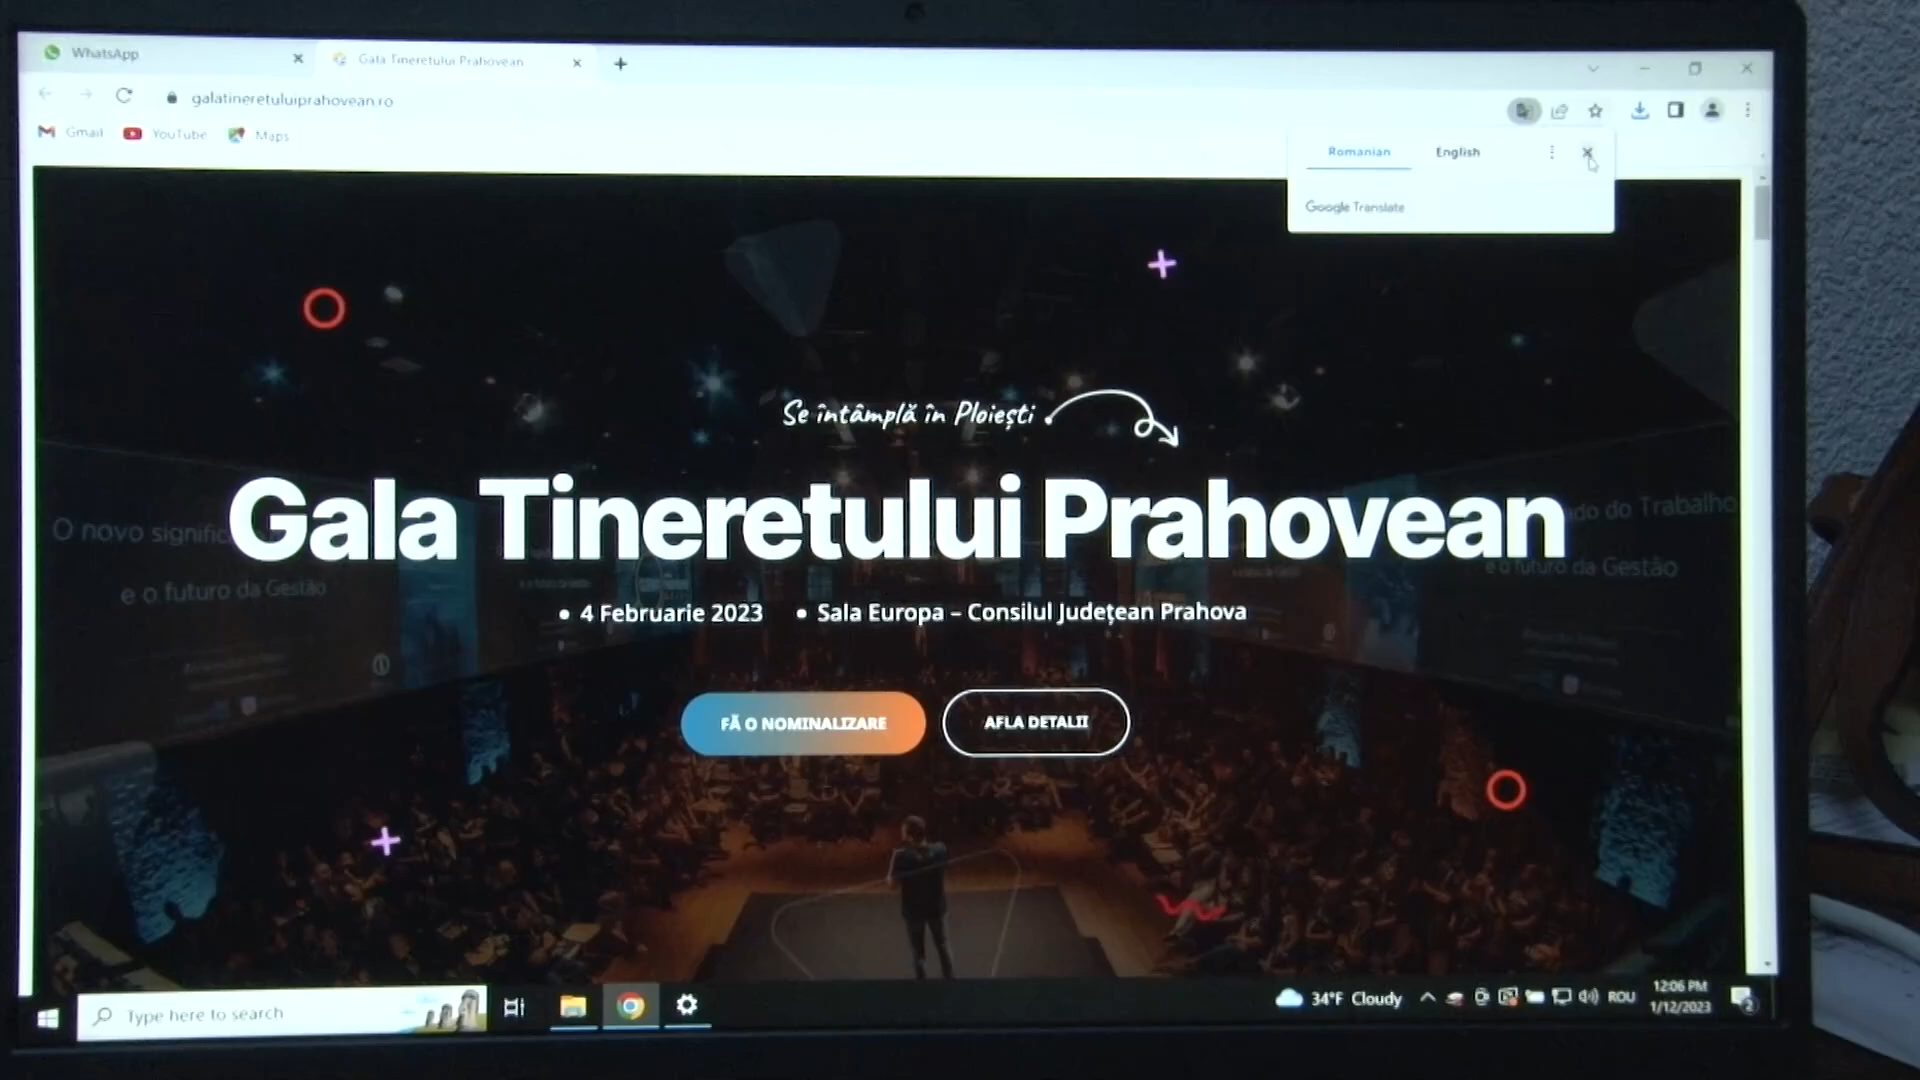 WhatsApp
Gala Tineretului Prahovean
galatineretuluiprahovean.ro
Gmail
YouTube
Maps
Romanian
English
Google Translate
Se întâmplă în Ploiești
Gala Tineretului Prahovean
O novo signific
e o futuro da Gestão
do do Trabalho
e o futuro da Gestão
• 4 Februarie 2023 • Sala Europa – Consilul Județean Prahova
FĂ O NOMINALIZARE
AFLA DETALII
Type here to search
34°F Cloudy
ROU
12:06 PM
1/12/2023
2